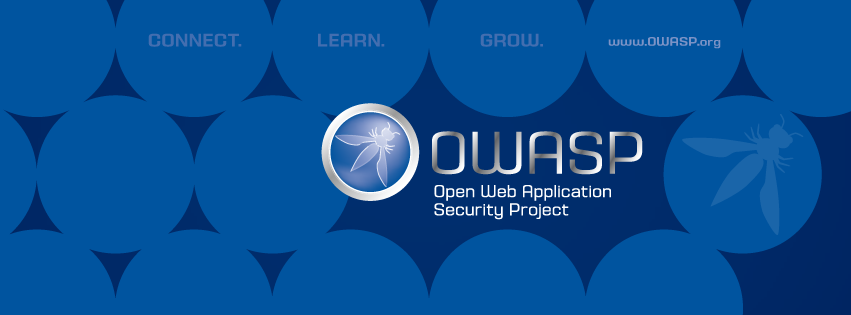 CONNECT. LEARN. GROW. www.OWASP.org
OWASP
Open Web Application
Security Project